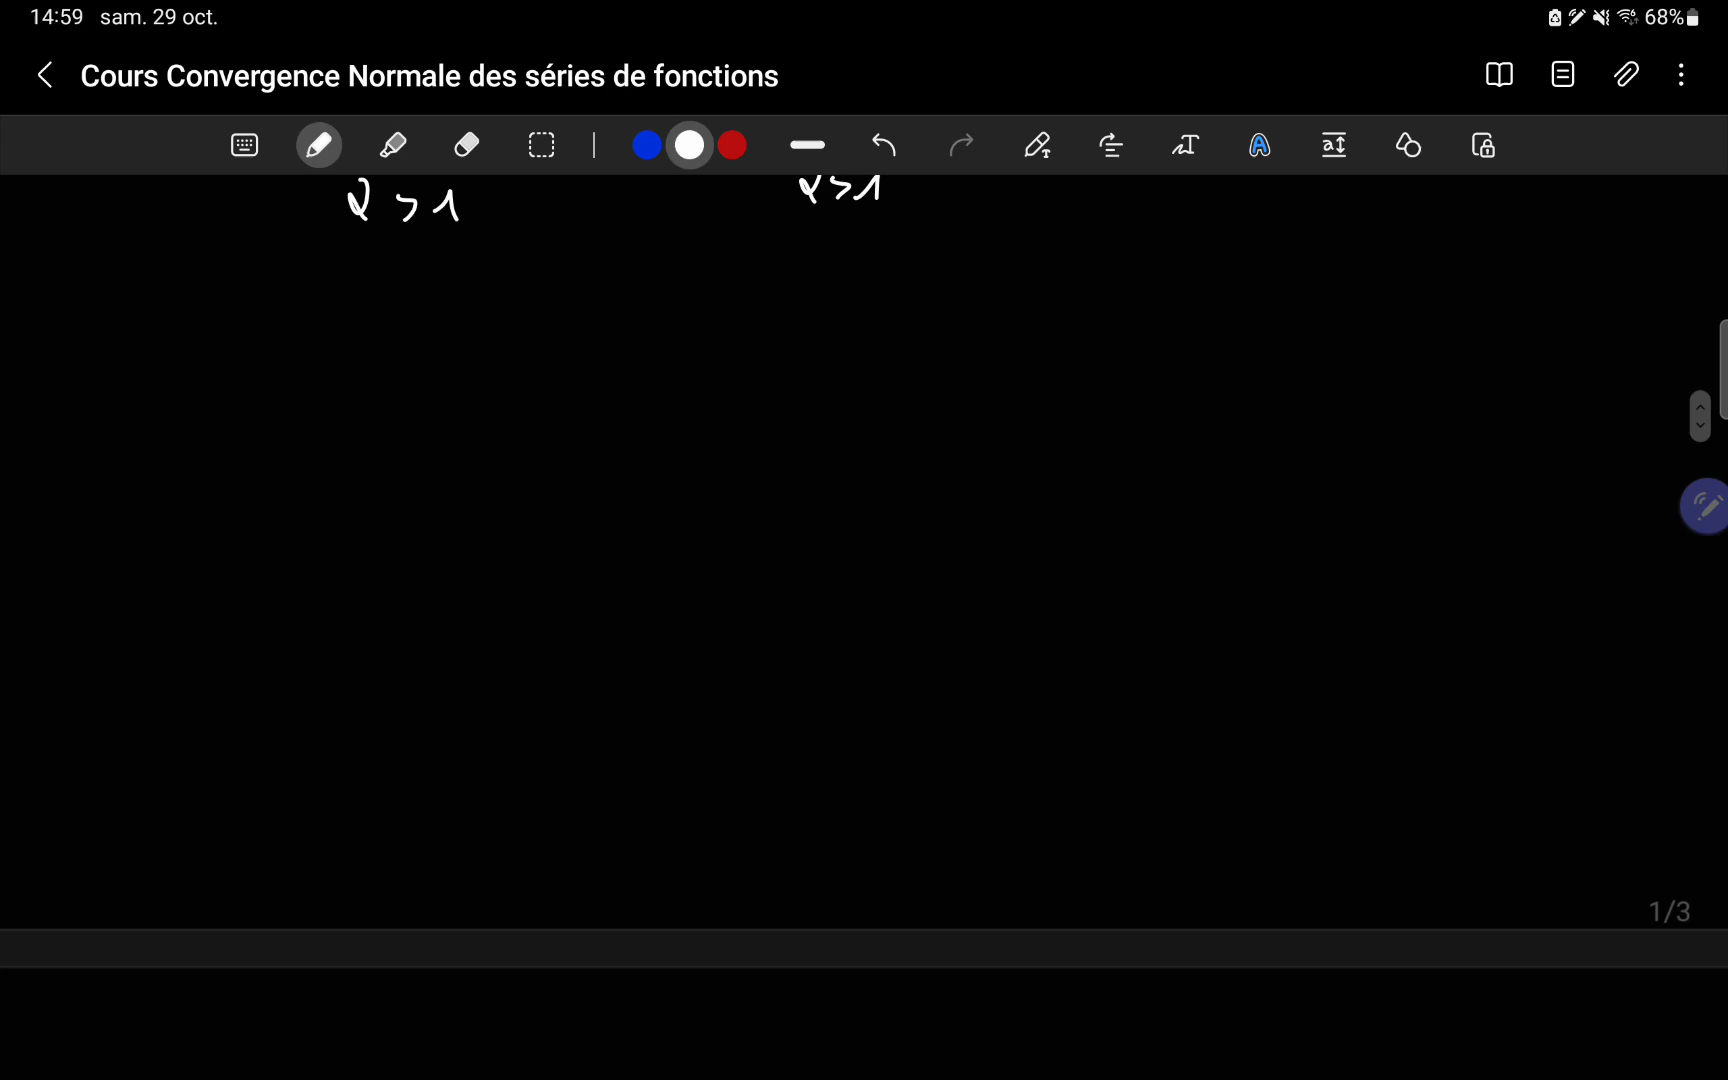 14:59 sam. 29 oct. 68%
Cours Convergence Normale des séries de fonctions
α > 1 α > 1
1/3